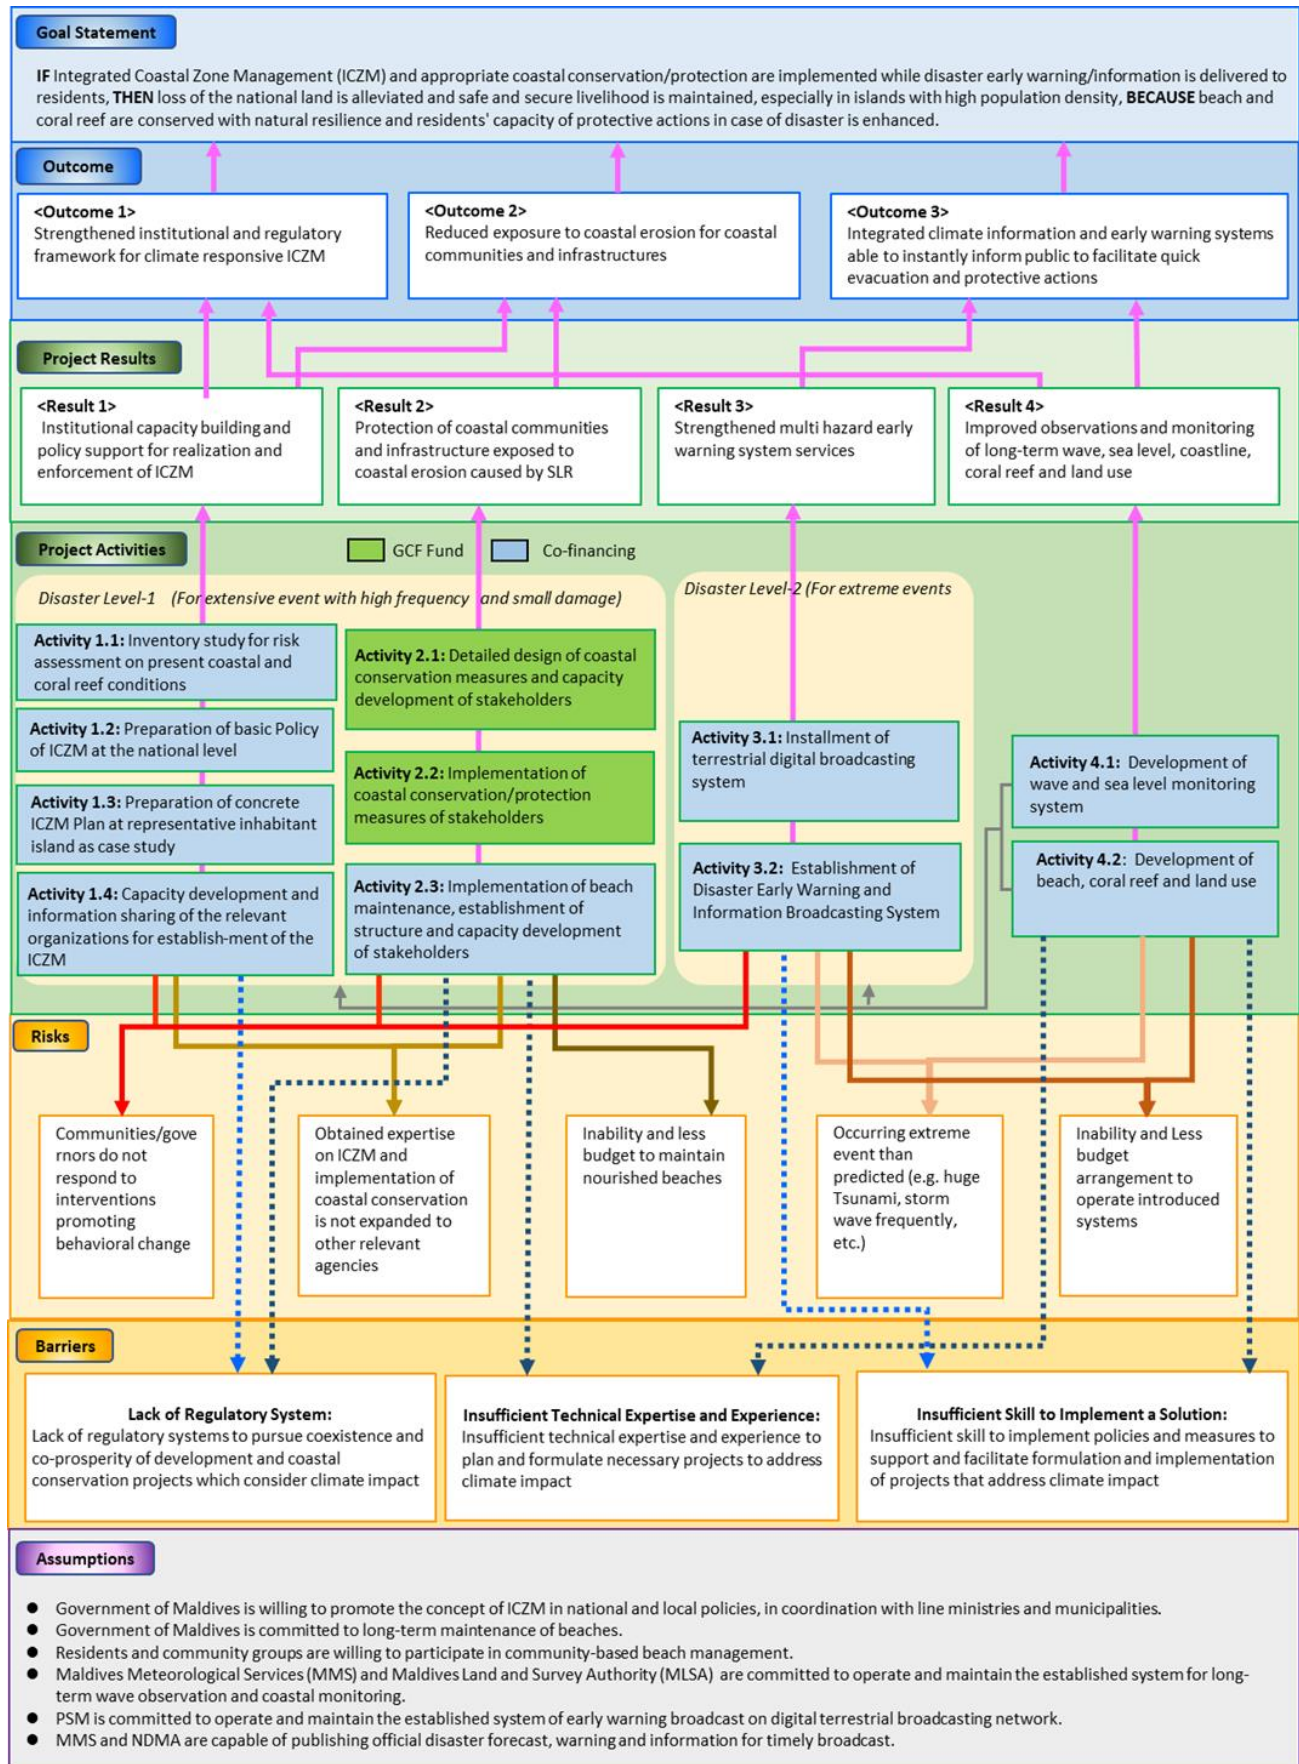 Goal Statement
IF Integrated Coastal Zone Management (ICZM) and appropriate coastal conservation/protection are implemented while disaster early warning/information is delivered to
residents, THEN loss of the national land is alleviated and safe and secure livelihood is maintained, especially in islands with high population density, BECAUSE beach and
coral reef are conserved with natural resilience and residents' capacity of protective actions in case of disaster is enhanced.
Outcome
<Outcome 1>
Strengthened institutional and regulatory
framework for climate responsive ICZM
<Outcome 2>
Reduced exposure to coastal erosion for coastal
communities and infrastructures
<Outcome 3>
Integrated climate information and early warning systems
able to instantly inform public to facilitate quick
evacuation and protective actions
Project Results
<Result 1>
Institutional capacity building and
policy support for realization and
enforcement of ICZM
<Result 2>
Protection of coastal communities
and infrastructure exposed to
coastal erosion caused by SLR
<Result 3>
Strengthened multi hazard early
warning system services
<Result 4>
Improved observations and monitoring
of long-term wave, sea level, coastline,
coral reef and land use
Project Activities
GCF Fund
Co-financing
Disaster Level-1 (For extensive event with high frequency and small damage)
Disaster Level-2 (For extreme events
Activity 1.1: Inventory study for risk
assessment on present coastal and
coral reef conditions
Activity 1.2: Preparation of basic Policy
of ICZM at the national level
Activity 1.3: Preparation of concrete
ICZM Plan at representative inhabitant
island as case study
Activity 1.4: Capacity development and
information sharing of the relevant
organizations for establish-ment of the
ICZM
Activity 2.1: Detailed design of coastal
conservation measures and capacity
development of stakeholders
Activity 2.2: Implementation of
coastal conservation/protection
measures of stakeholders
Activity 2.3: Implementation of beach
maintenance, establishment of
structure and capacity development
of stakeholders
Activity 3.1: Installment of
terrestrial digital broadcasting
system
Activity 3.2: Establishment of
Disaster Early Warning and
Information Broadcasting System
Activity 4.1: Development of
wave and sea level monitoring
system
Activity 4.2: Development of
beach, coral reef and land use
Risks
Communities/gove
rnors do not
respond to
interventions
promoting
behavioral change
Obtained expertise
on ICZM and
implementation of
coastal conservation
is not expanded to
other relevant
agencies
Inability and less
budget to maintain
nourished beaches
Occurring extreme
event than
predicted (e.g. huge
Tsunami, storm
wave frequently,
etc.)
Inability and Less
budget
arrangement to
operate introduced
systems
Barriers
Lack of Regulatory System:
Lack of regulatory systems to pursue coexistence and
co-prosperity of development and coastal
conservation projects which consider climate impact
Insufficient Technical Expertise and Experience:
Insufficient technical expertise and experience to
plan and formulate necessary projects to address
climate impact
Insufficient Skill to Implement a Solution:
Insufficient skill to implement policies and measures to
support and facilitate formulation and implementation
of projects that address climate impact
Assumptions
● Government of Maldives is willing to promote the concept of ICZM in national and local policies, in coordination with line ministries and municipalities.
● Government of Maldives is committed to long-term maintenance of beaches.
● Residents and community groups are willing to participate in community-based beach management.
● Maldives Meteorological Services (MMS) and Maldives Land and Survey Authority (MLSA) are committed to operate and maintain the established system for long-
term wave observation and coastal monitoring.
● PSM is committed to operate and maintain the established system of early warning broadcast on digital terrestrial broadcasting network.
● MMS and NDMA are capable of publishing official disaster forecast, warning and information for timely broadcast.